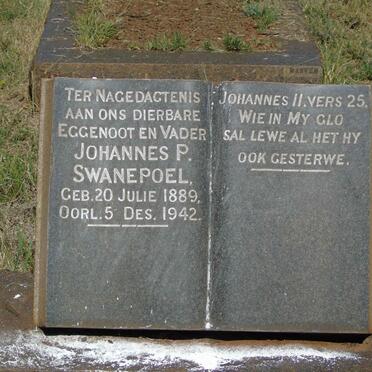 TER NAGEDAGTENIS
AAN ONS DIERBARE
EGGENOOT EN VADER
JOHANNES P.
SWANEPOEL,
GEB. 20 JULIE 1889,
OORL. 5 DES. 1942.
JOHANNES 11. VERS 25.
WIE IN MY GLO
SAL LEWE AL HET HY
OOK GESTERWE.